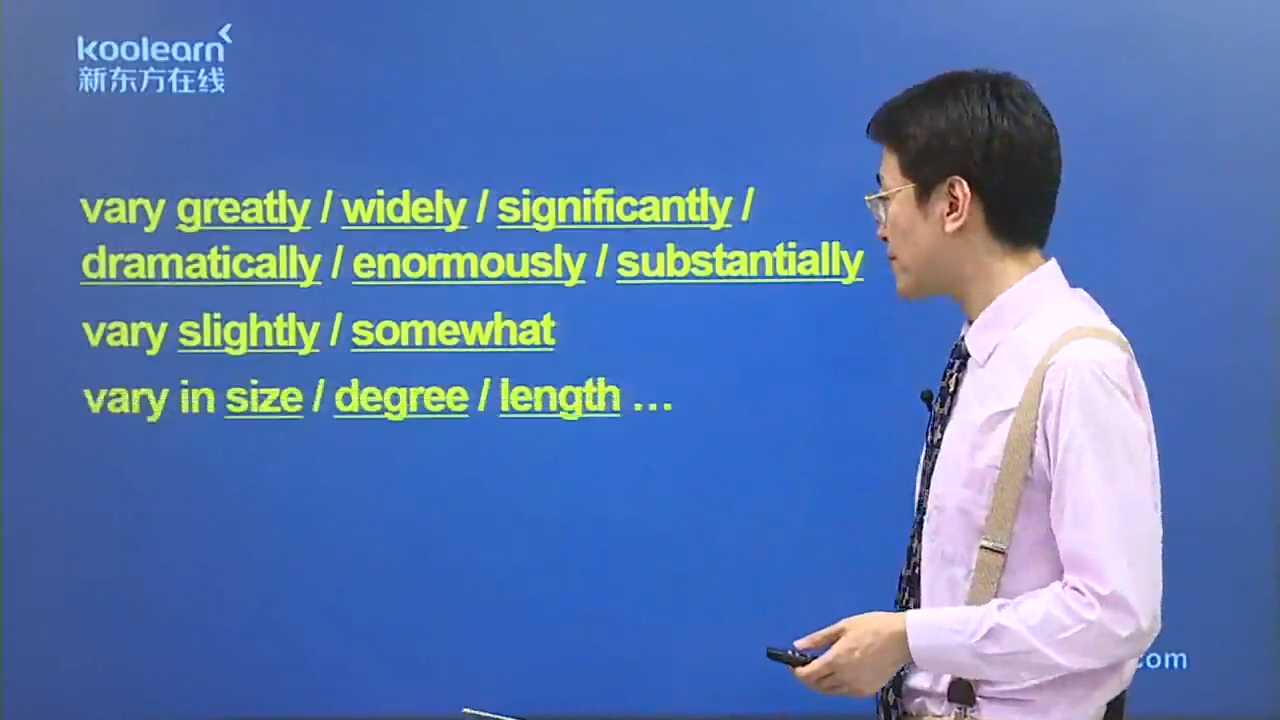 koolearn
新东方在线
vary greatly / widely / significantly /
dramatically / enormously / substantially
vary slightly / somewhat
vary in size / degree / length ...
com